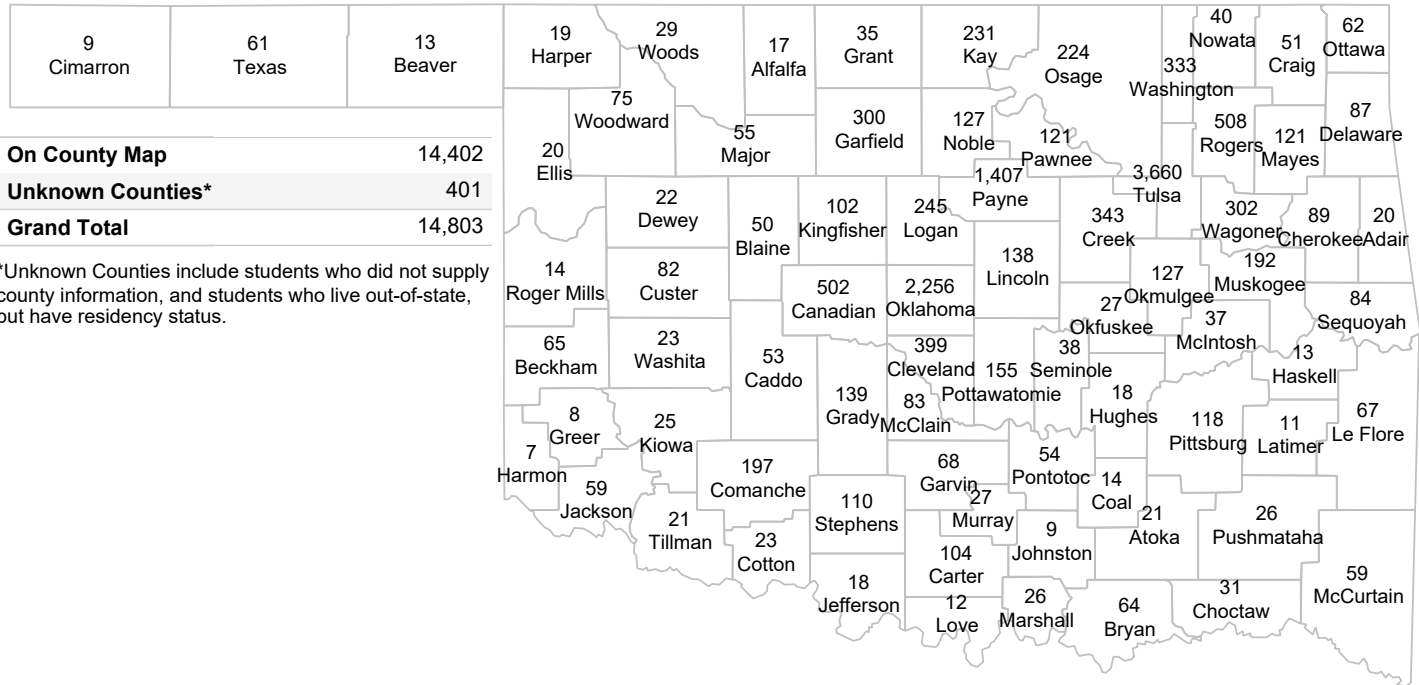 9
Cimarron
61
Texas
13
Beaver
19
Harper
29
Woods
17
Alfalfa
35
Grant
231
Kay
224
Osage
333
Washington
40
Nowata
51
Craig
62
Ottawa
75
Woodward
55
Major
300
Garfield
127
Noble
121
Pawnee
508
Rogers
121
Mayes
87
Delaware
On County Map 14,402
Unknown Counties* 401
Grand Total 14,803
*Unknown Counties include students who did not supply
county information, and students who live out-of-state,
but have residency status.
20
Ellis
22
Dewey
50
Blaine
102
Kingfisher
245
Logan
1,407
Payne
3,660
Tulsa
343
Creek
302
Wagoner
89
Cherokee
20
Adair
14
Roger Mills
82
Custer
502
Canadian
2,256
Oklahoma
138
Lincoln
27
Okfuskee
127
Okmulgee
192
Muskogee
37
McIntosh
84
Sequoyah
65
Beckham
23
Washita
53
Caddo
139
Grady
399
Cleveland
83
McClain
155
Pottawatomie
38
Seminole
18
Hughes
118
Pittsburg
13
Haskell
11
Latimer
67
Le Flore
8
Greer
7
Harmon
25
Kiowa
59
Jackson
197
Comanche
110
Stephens
68
Garvin
27
Murray
54
Pontotoc
14
Coal
21
Atoka
26
Pushmataha
21
Tillman
23
Cotton
18
Jefferson
104
Carter
12
Love
9
Johnston
26
Marshall
64
Bryan
31
Choctaw
59
McCurtain